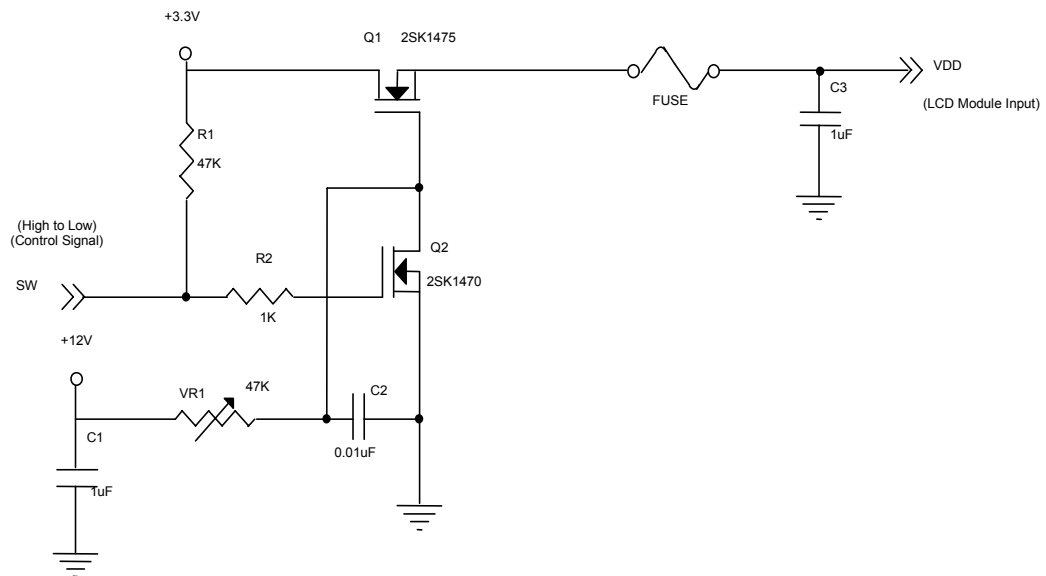 +3.3V
Q1 2SK1475
VDD
FUSE
C3
(LCD Module Input)
1uF
R1
47K
(High to Low)
(Control Signal)
SW
R2
1K
Q2
2SK1470
+12V
VR1
47K
C2
0.01uF
C1
1uF